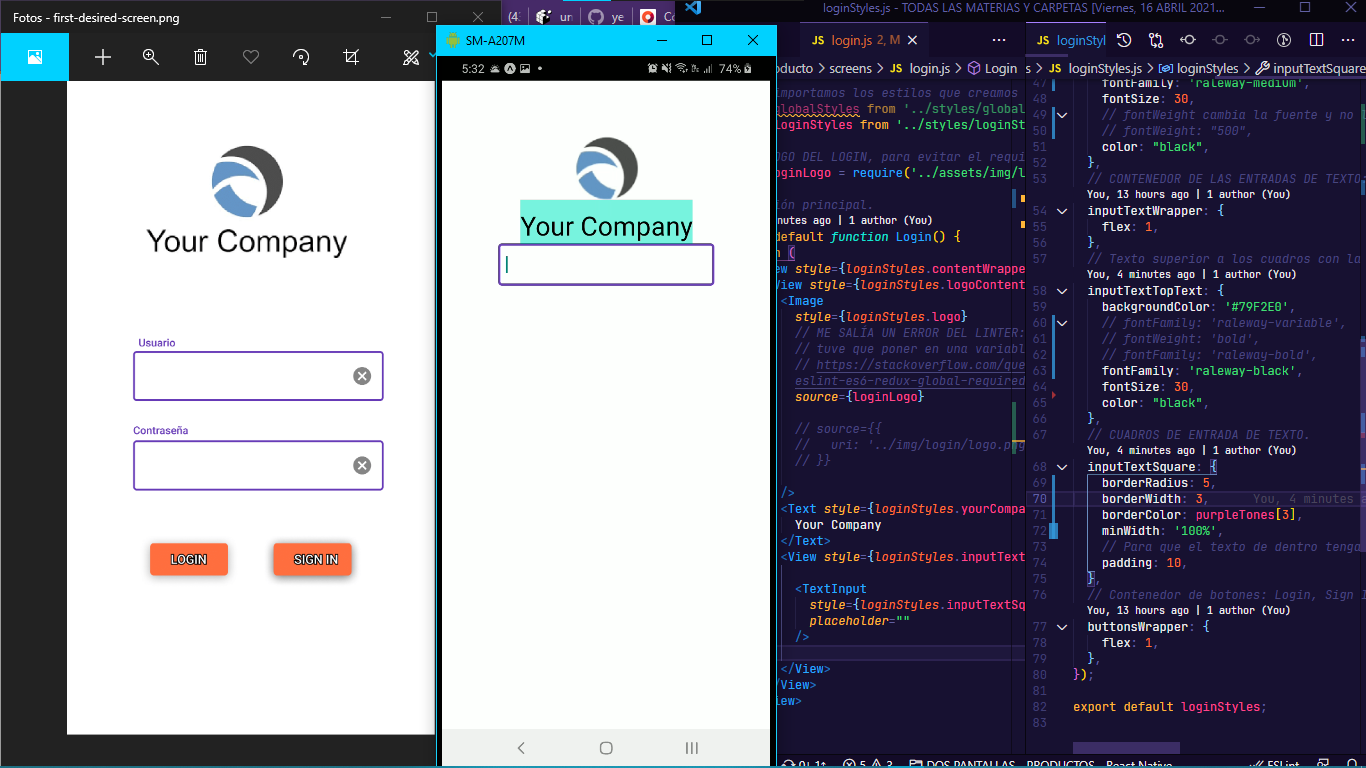 Fotos - first-desired-screen.png
Your Company
Usuario
Contraseña
LOGIN
SIGN IN
SM-A207M
5:32
74%
Your Company
(4:
un
ye
Co
loginStyles.js - TODAS LAS MATERIAS Y CARPETAS [Viernes, 16 ABRIL 2021...
JS login.js 2, M
oducto > screens > JS login.js > Login
importamos los estilos que creamos
globalStyles from '../styles/global
loginStyles from '../styles/loginSt
OGO DEL LOGIN, para evitar el requi
oginLogo = require('../assets/img/l
ión principal.
nutes ago | 1 author (You)
default function Login() {
n (
ew style={loginStyles.contentWrappe
View style={loginStyles.logoContent
<Image
style={loginStyles.logo}
// ME SALÍA UN ERROR DEL LINTER:
// tuve que poner en una variabl
// https://stackoverflow.com/que
eslint-es6-redux-global-required
source={loginLogo}
// source={{
//   uri: '../img/login/logo.png
// }}
/>
<Text style={loginStyles.yourCompa
Your Company
</Text>
<View style={loginStyles.inputText
<TextInput
style={loginStyles.inputTextSq
placeholder=""
/>
</View>
/View>
iew>
JS loginStyl
s > JS loginStyles.js > loginStyles > inputTextSquare
47 fontFamily: 'raleway-medium',
48 fontSize: 30,
49 // fontWeight cambia la fuente y no l
50 // fontWeight: "500",
51 color: "black",
52 },
53 // CONTENEDOR DE LAS ENTRADAS DE TEXTO:
You, 13 hours ago | 1 author (You)
54 inputTextWrapper: {
55 flex: 1,
56 },
57 // Texto superior a los cuadros con la
You, 4 minutes ago | 1 author (You)
58 inputTextTopText: {
59 backgroundColor: '#79F2E0',
60 // fontFamily: 'raleway-variable',
61 // fontWeight: 'bold',
62 // fontFamily: 'raleway-bold',
63 fontFamily: 'raleway-black',
64 fontSize: 30,
65 color: "black",
66 },
67 // CUADROS DE ENTRADA DE TEXTO.
You, 4 minutes ago | 1 author (You)
68 inputTextSquare: {
69 borderRadius: 5,
70 borderWidth: 3, You, 4 minutes a
71 borderColor: purpleTones[3],
72 minWidth: '100%',
73 // Para que el texto de dentro tenga
74 padding: 10,
75 },
76 // Contenedor de botones: Login, Sign I
You, 13 hours ago | 1 author (You)
77 buttonsWrapper: {
78 flex: 1,
79 },
80 });
81
82 export default loginStyles;
83
0↓ 1↑ 5 3 DOS PANTALLAS - PRODUCTOS - React Native ESLint